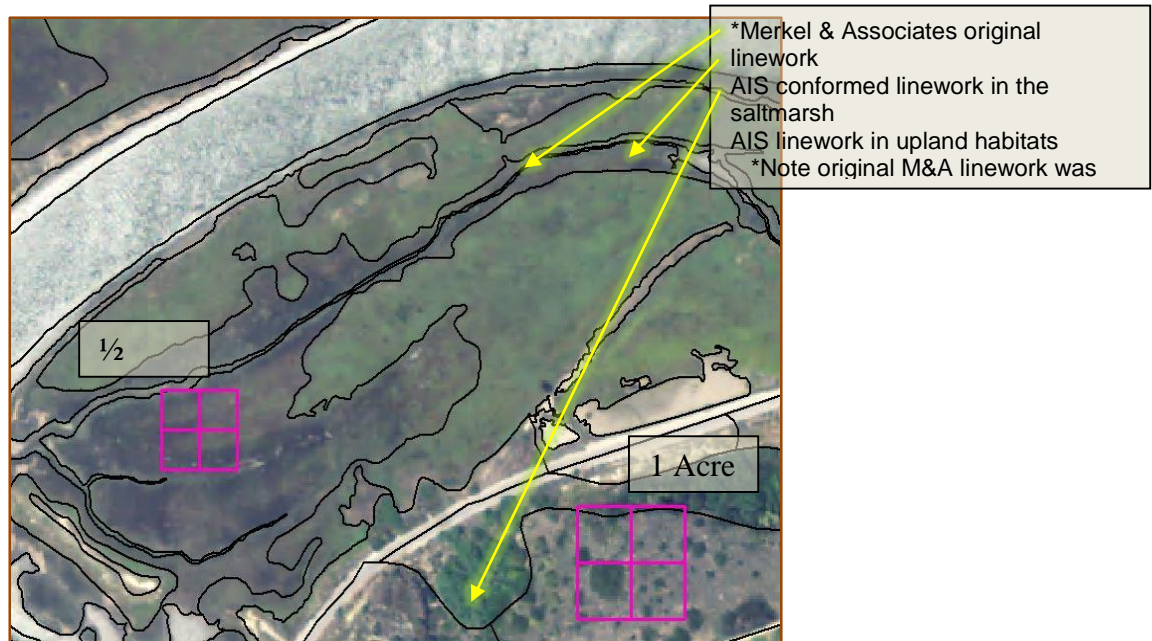 *Merkel & Associates original
linework
AIS conformed linework in the
saltmarsh
AIS linework in upland habitats
*Note original M&A linework was
½
1 Acre